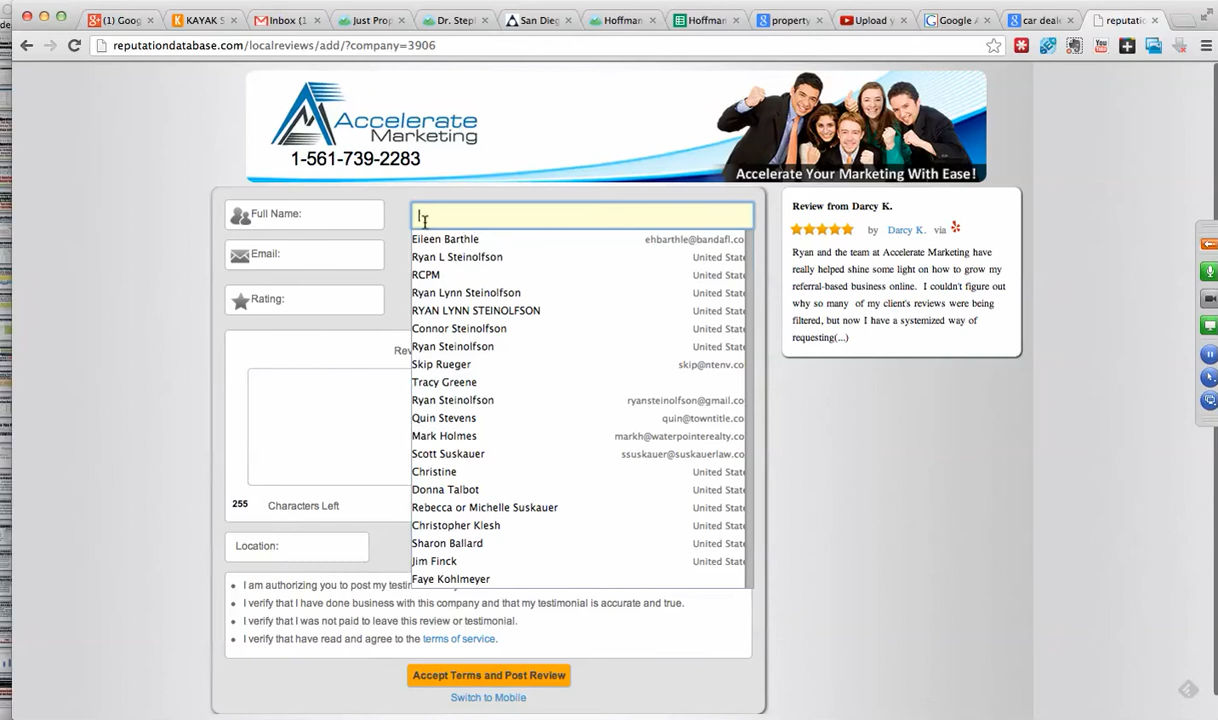 (1) Goog
KAYAK S
Gmail Inbox (1
Just Prop
Dr. Steph
San Dieg
Hoffman
Hoffman
property
Upload y
Google A
car deale
reputatio
reputationdatabase.com/localreviews/add/?company=3906
Accelerate
Marketing
1-561-739-2283
Accelerate Your Marketing With Ease!
Full Name:
Email:
Rating:
Rev
255 Characters Left
Location:
Eileen Barthle ehbarthle@bandafl.co
Ryan L Steinolfson United State
RCPM United State
Ryan Lynn Steinolfson United State
RYAN LYNN STEINOLFSON United State
Connor Steinolfson United State
Ryan Steinolfson United State
Skip Rueger skip@ntenv.co
Tracy Greene
Ryan Steinolfson ryansteinolfson@gmail.co
Quin Stevens quin@towntitle.co
Mark Holmes markh@waterpointerealty.co
Scott Suskauer ssuskauer@suskauerlaw.co
Christine United State
Donna Talbot United State
Rebecca or Michelle Suskauer United State
Christopher Klesh United State
Sharon Ballard United State
Jim Finck United State
Faye Kohlmeyer
I am authorizing you to post my testi
I verify that I have done business with this company and that my testimonial is accurate and true.
I verify that I was not paid to leave this review or testimonial.
I verify that have read and agree to the terms of service.
Accept Terms and Post Review
Switch to Mobile
Review from Darcy K.
by Darcy K. via
Ryan and the team at Accelerate Marketing have
really helped shine some light on how to grow my
referral-based business online. I couldn't figure out
why so many of my client's reviews were being
filtered, but now I have a systemized way of
requesting(...)